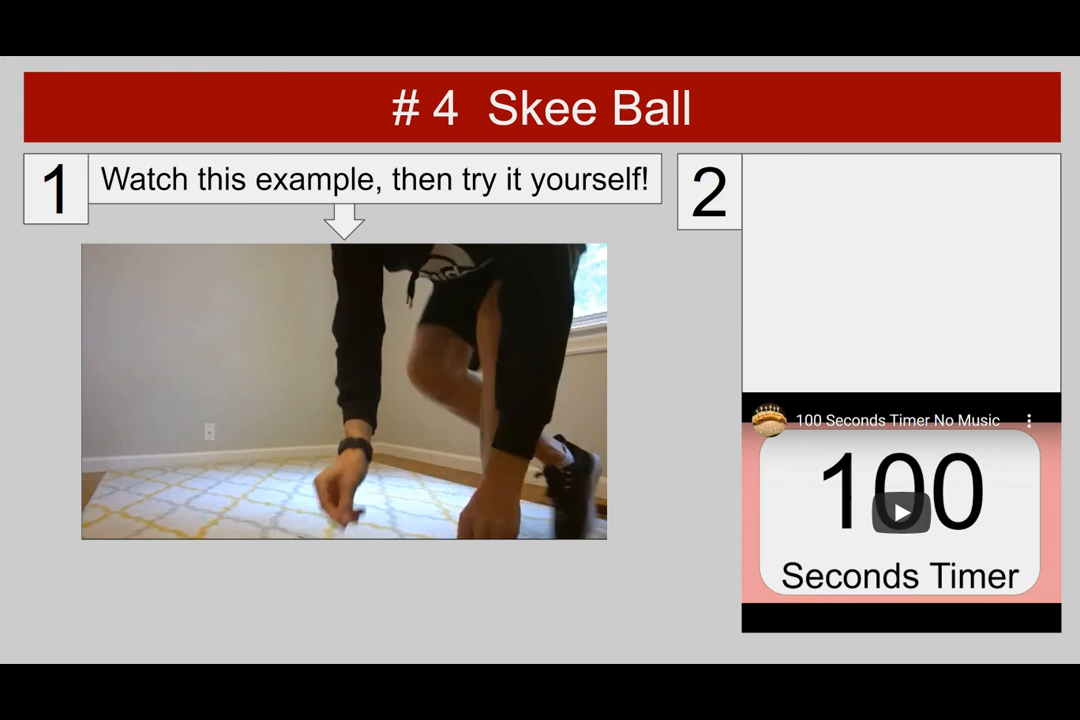 # 4 Skee Ball
1
Watch this example, then try it yourself!
2
100 Seconds Timer No Music
100
Seconds Timer